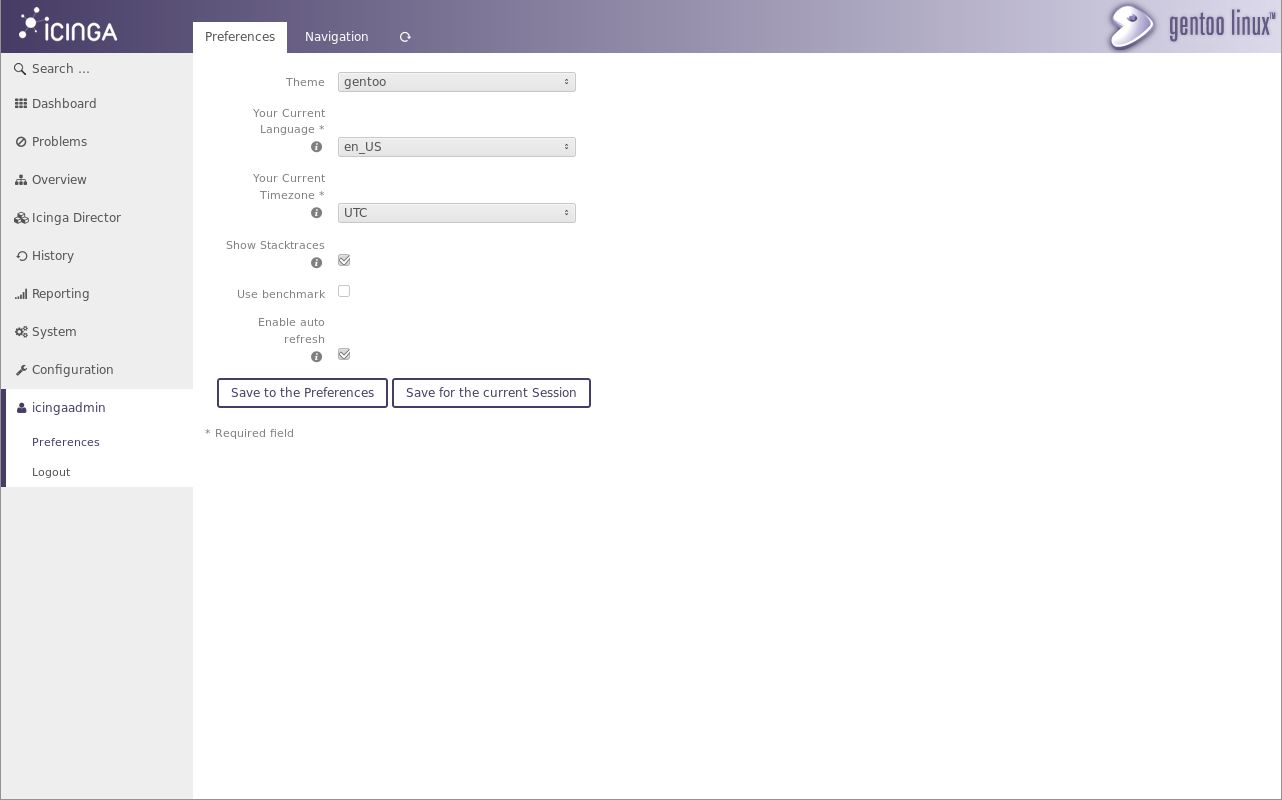 icinga
Preferences
Navigation
gentoo linux™
Search ...
Dashboard
Problems
Overview
Icinga Director
History
Reporting
System
Configuration
icingaadmin
Preferences
Logout
Theme
gentoo
Your Current
Language *
en_US
Your Current
Timezone *
UTC
Show Stacktraces
Use benchmark
Enable auto
refresh
Save to the Preferences
Save for the current Session
* Required field